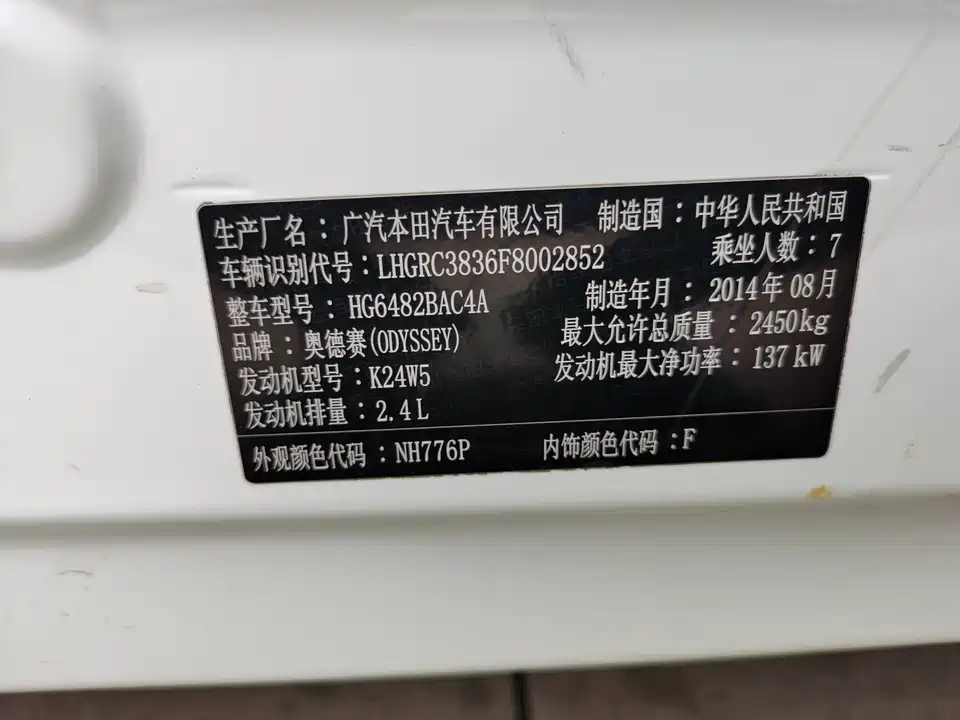 生产厂名：广汽本田汽车有限公司 制造国：中华人民共和国
车辆识别代号：LHGRC3836F8002852 乘坐人数：7
整车型号：HG6482BAC4A 制造年月：2014年08月
品牌：奥德赛(ODYSSEY) 最大允许总质量：2450kg
发动机型号：K24W5 发动机最大净功率：137kW
发动机排量：2.4L
外观颜色代码：NH776P 内饰颜色代码：F